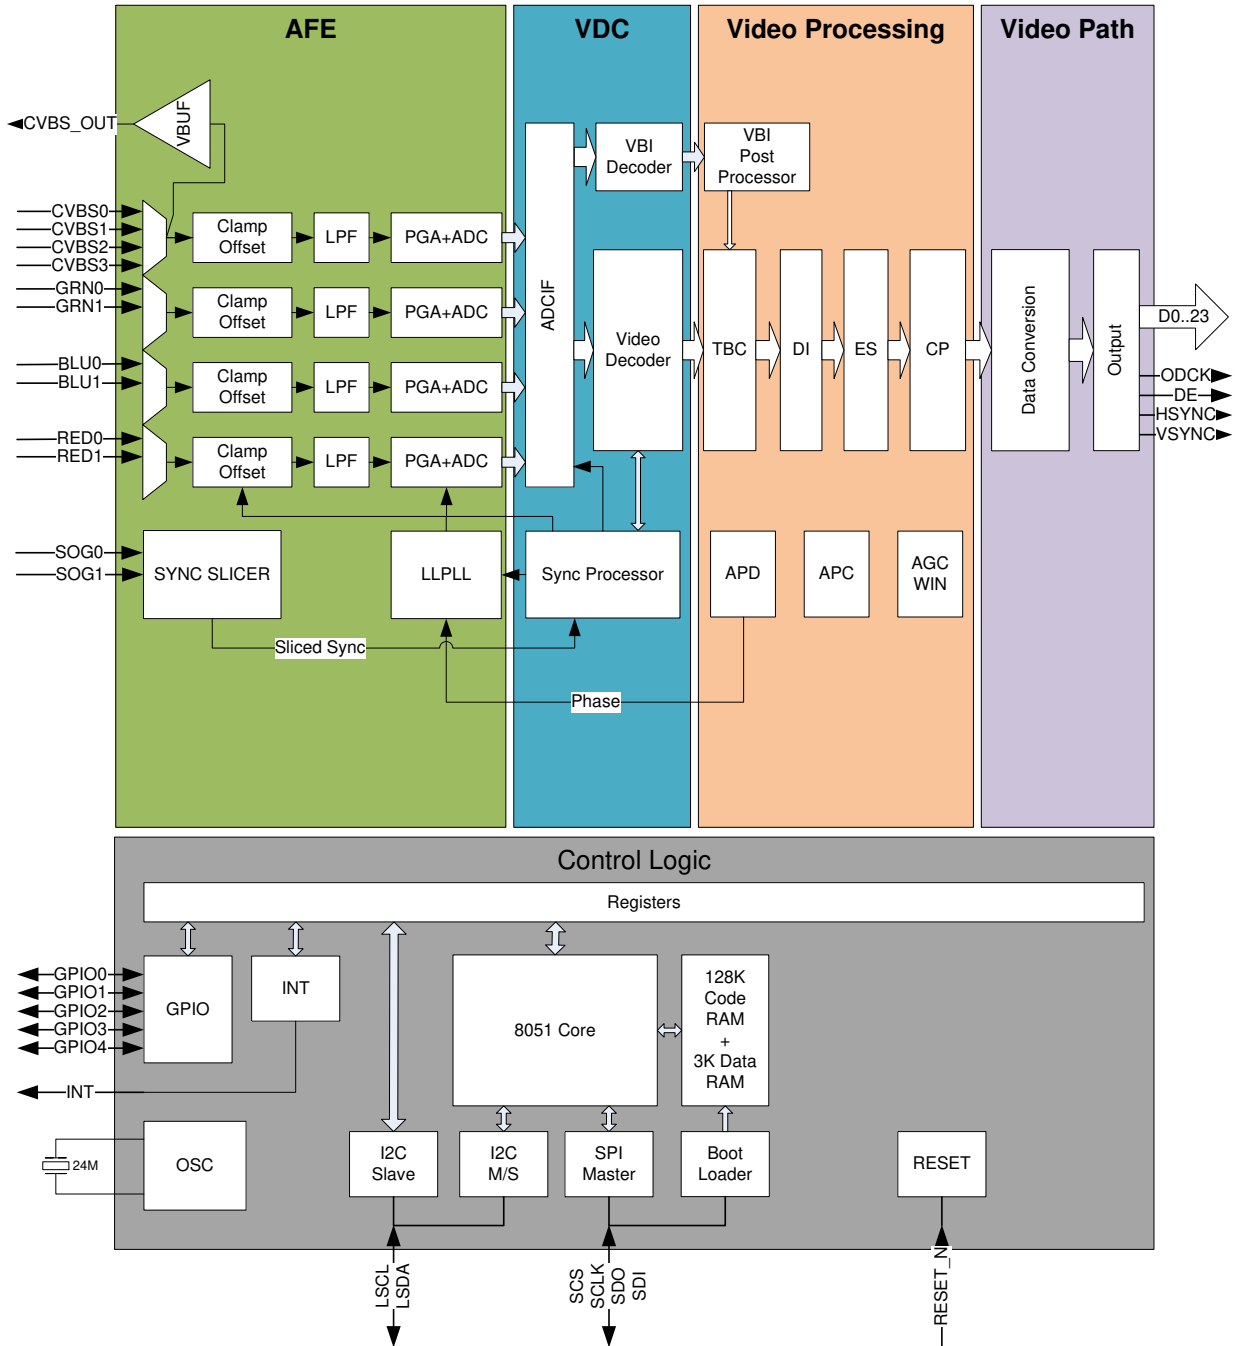 AFE
VDC
Video Processing
Video Path
VBUF
CVBS_OUT
VBI
Decoder
VBI
Post
Processor
CVBS0
CVBS1
CVBS2
CVBS3
Clamp
Offset
LPF
PGA+ADC
GRN0
GRN1
Clamp
Offset
LPF
PGA+ADC
BLU0
BLU1
Clamp
Offset
LPF
PGA+ADC
RED0
RED1
Clamp
Offset
LPF
PGA+ADC
ADCIF
Video
Decoder
TBC
DI
ES
CP
Data Conversion
Output
D0..23
ODCK
DE
HSYNC
VSYNC
SOG0
SOG1
SYNC SLICER
LLPLL
Sync Processor
APD
APC
AGC
WIN
Sliced Sync
Phase
Control Logic
Registers
GPIO0
GPIO1
GPIO2
GPIO3
GPIO4
GPIO
INT
8051 Core
128K
Code
RAM
+
3K Data
RAM
INT
24M
OSC
I2C
Slave
I2C
M/S
SPI
Master
Boot
Loader
RESET
LSCL
LSDA
SCS
SCLK
SDO
SDI
RESET_N